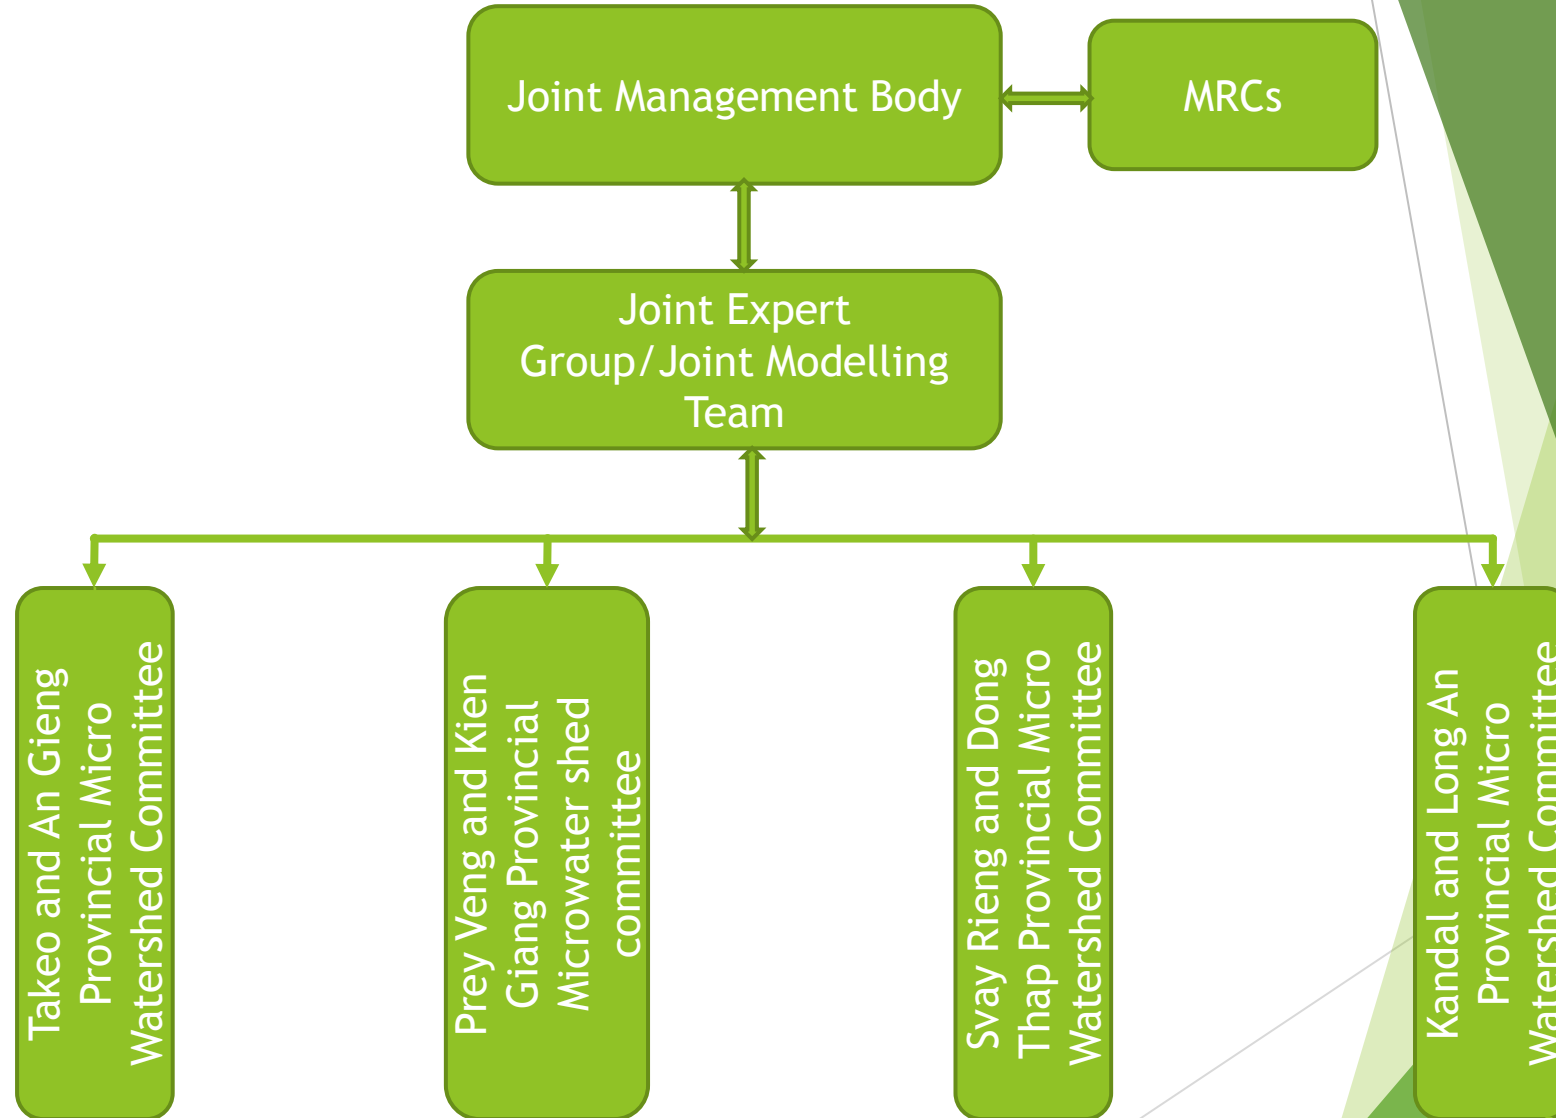 Joint Management Body
MRCs
Joint Expert
Group/Joint Modelling
Team
Takeo and An Gieng
Provincial Micro
Watershed Committee
Prey Veng and Kien
Giang Provincial
Microwater shed
committee
Svay Rieng and Dong
Thap Provincial Micro
Watershed Committee
Kandal and Long An
Provincial Micro
Watershed Committee